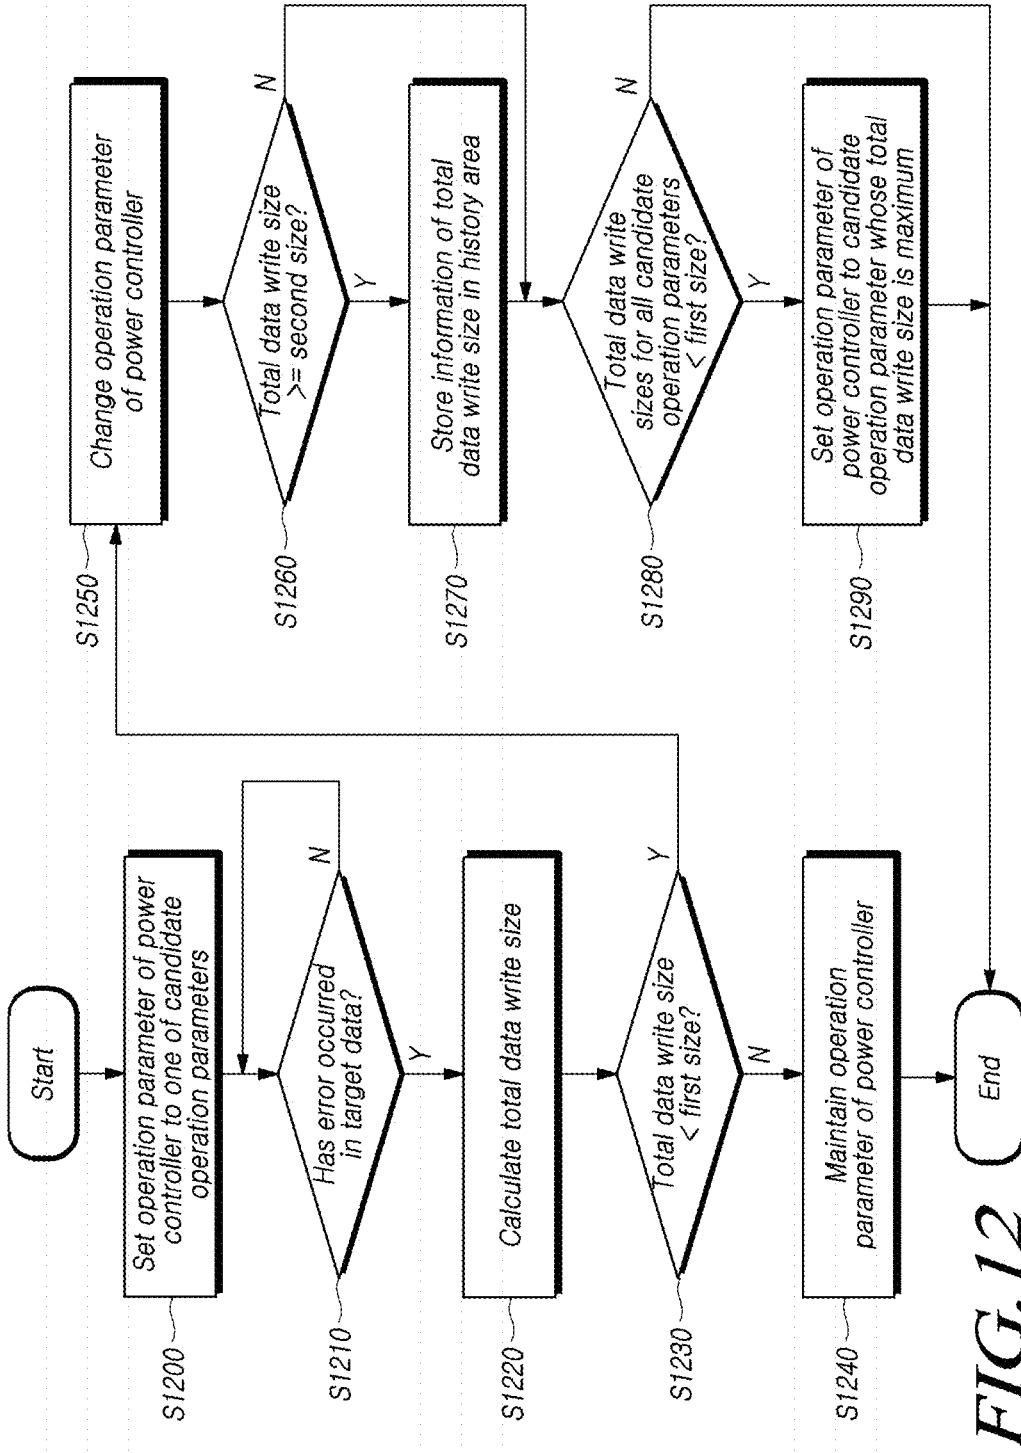 Start
Set operation parameter of power
controller to one of candidate
operation parameters
S1200
Has error occurred
in target data?
N
Y
S1210
Calculate total data write size
S1220
Total data write size
< first size?
Y
N
S1230
Maintain operation
parameter of power controller
S1240
End
Change operation parameter
of power controller
S1250
Total data write size
>= second size?
N
Y
S1260
Store information of total
data write size in history area
S1270
Total data write
sizes for all candidate
operation parameters
< first size?
N
Y
S1280
Set operation parameter of
power controller to candidate
operation parameter whose total
data write size is maximum
S1290
FIG. 12